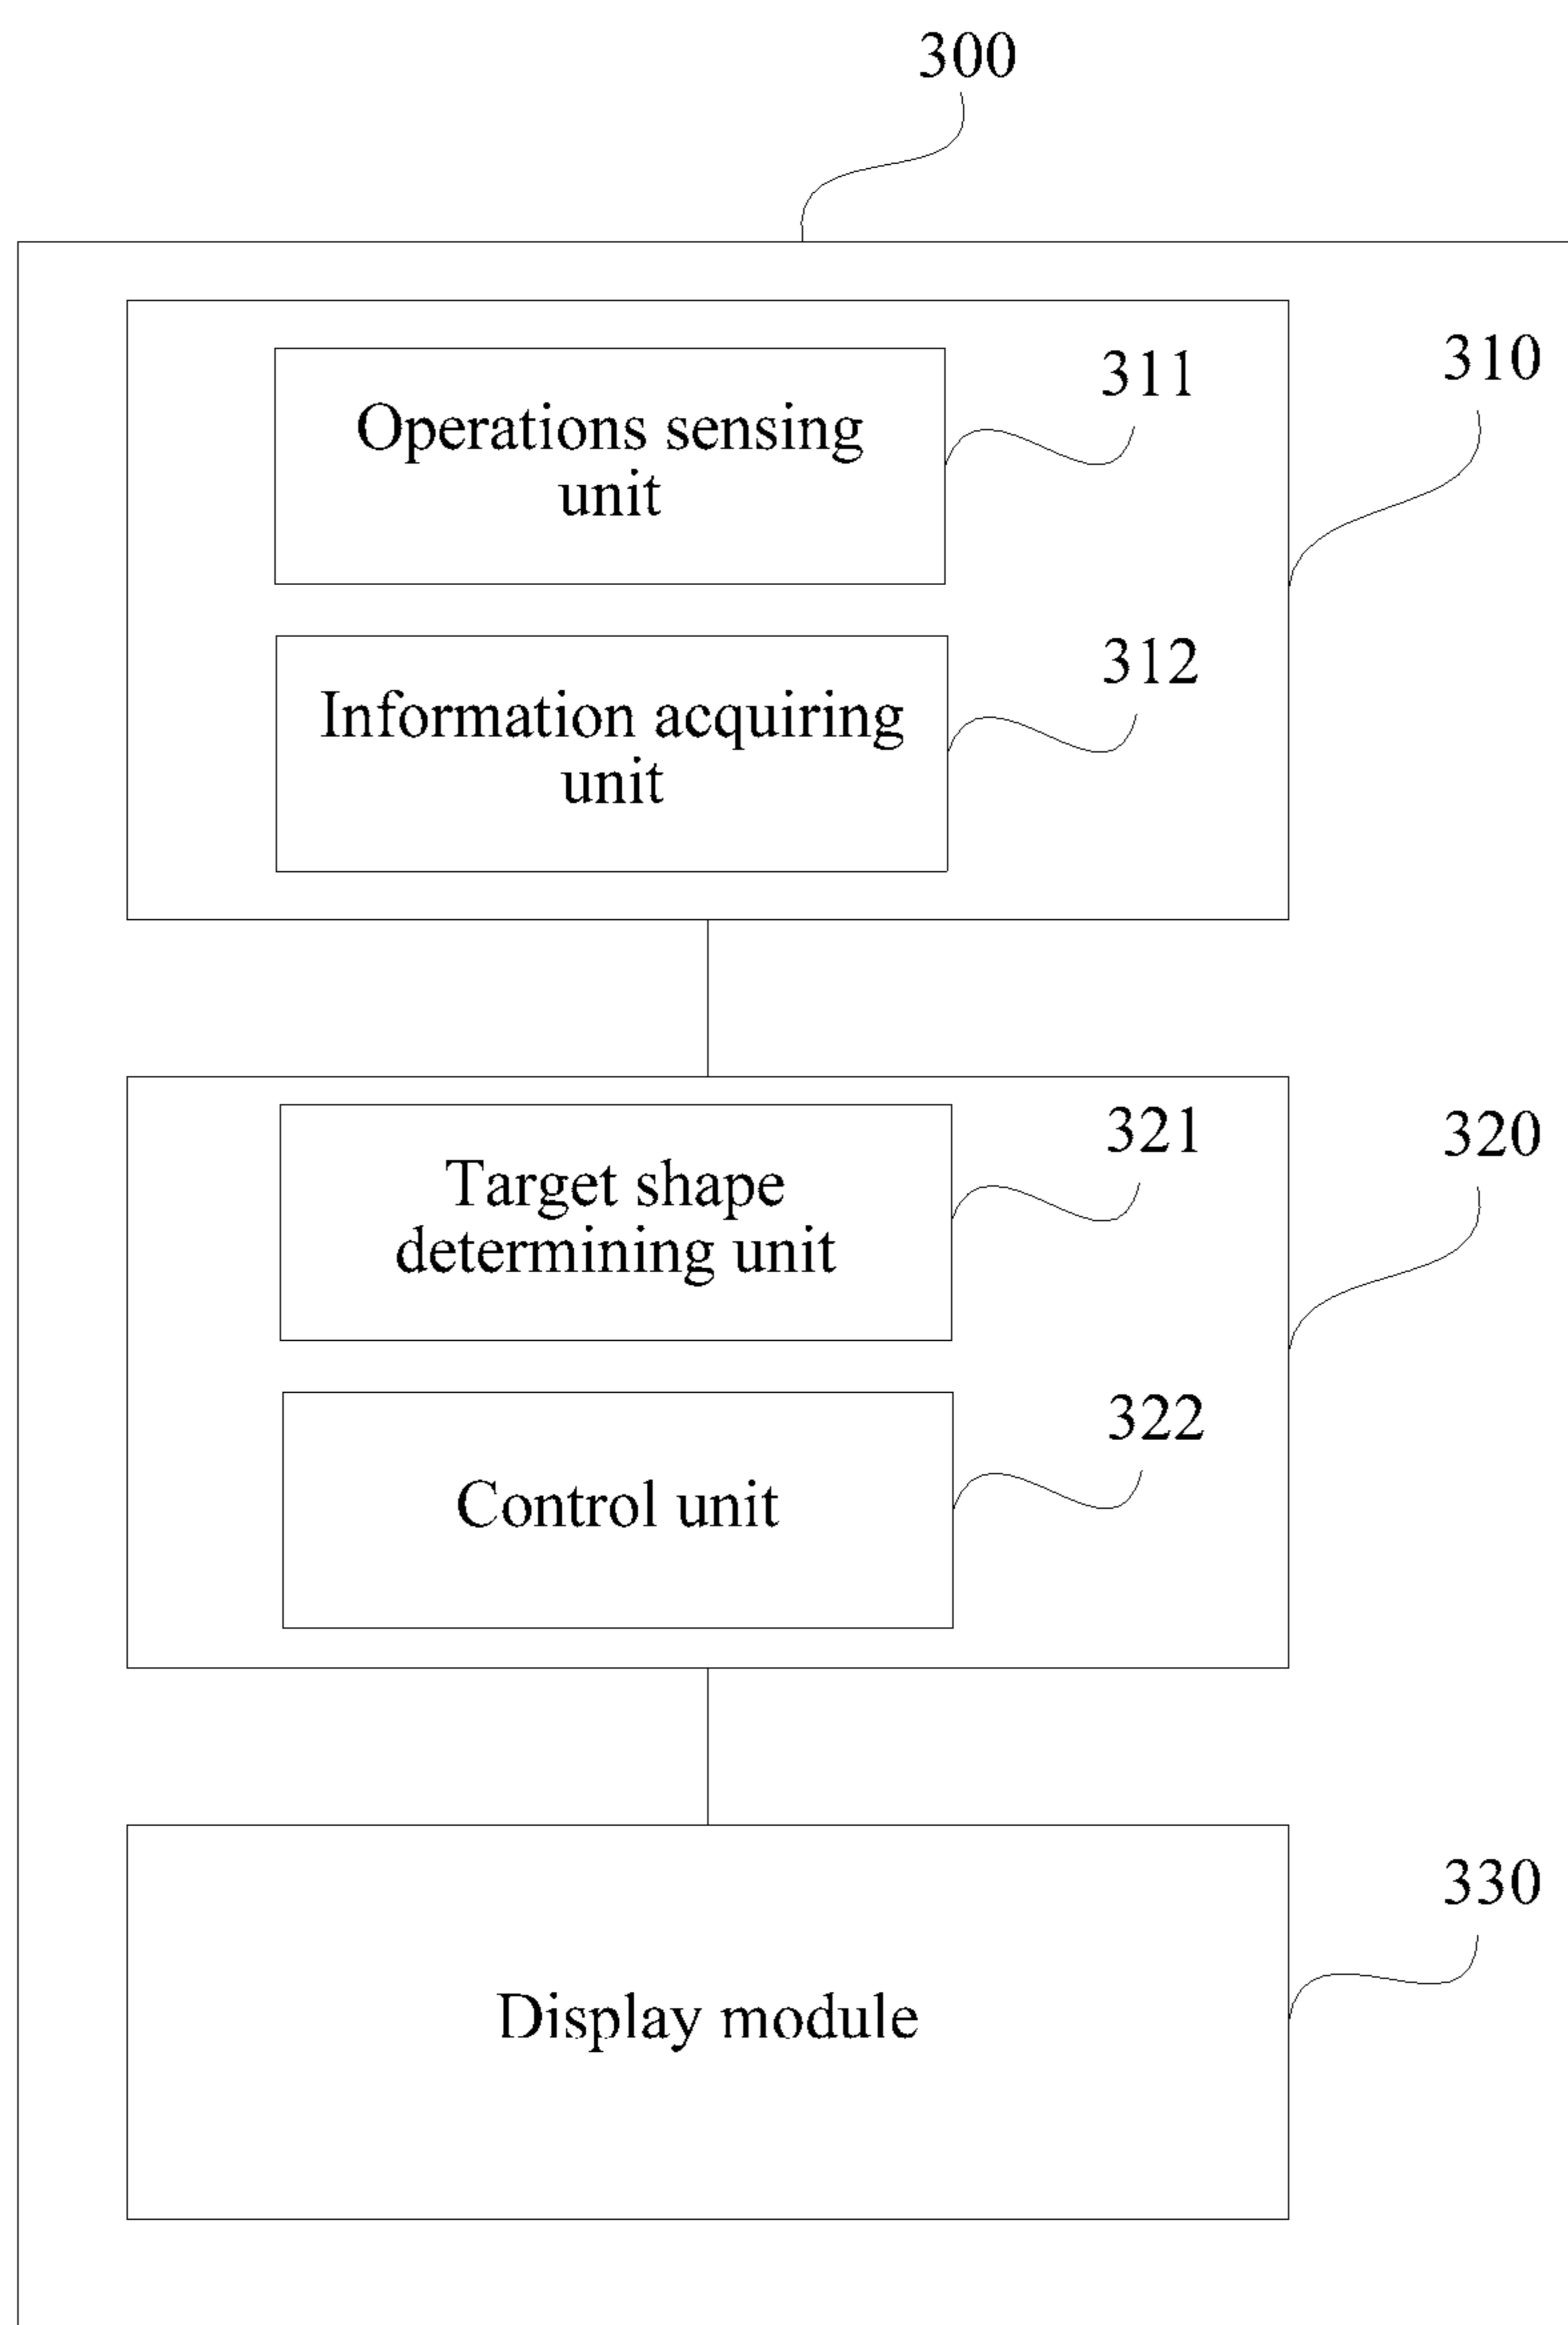 300
Operations sensing
unit
311
310
Information acquiring
unit
312
Target shape
determining unit
321
320
Control unit
322
Display module
330